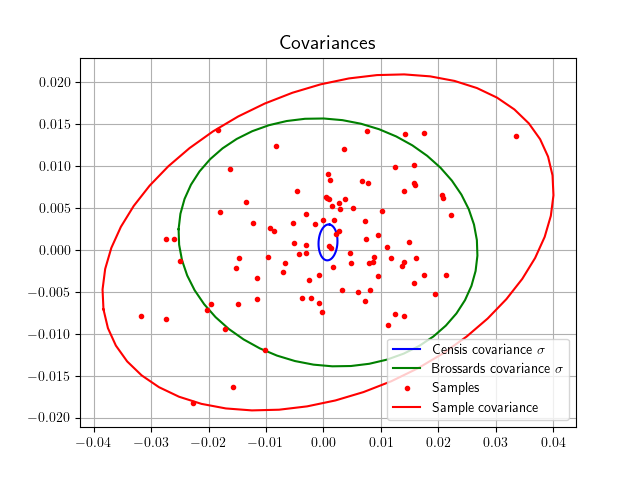 Covariances
0.020
0.015
0.010
0.005
0.000
−0.005
−0.010
−0.015
−0.020
−0.04 −0.03 −0.02 −0.01 0.00 0.01 0.02 0.03 0.04
Censis covariance σ
Brossards covariance σ
Samples
Sample covariance